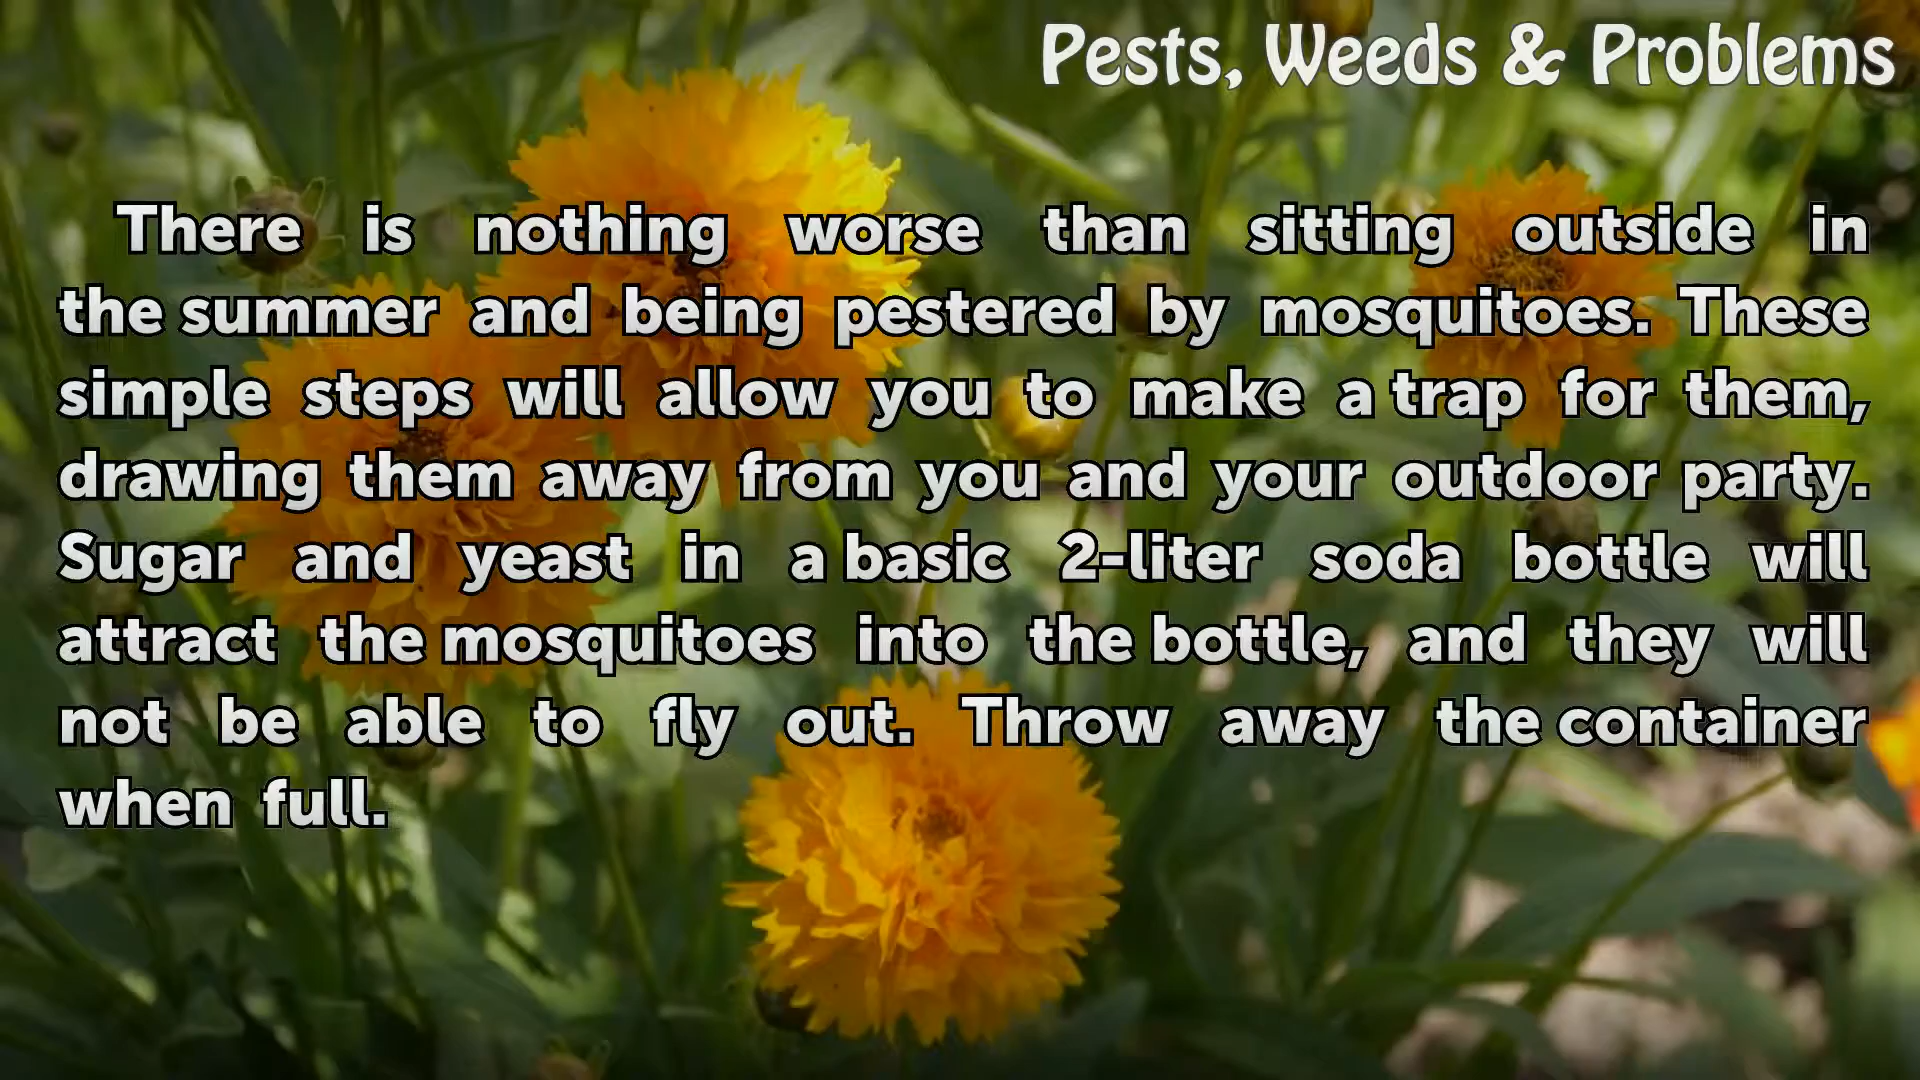 Pests, Weeds & Problems
There is nothing worse than sitting outside in
the summer and being pestered by mosquitoes. These
simple steps will allow you to make a trap for them,
drawing them away from you and your outdoor party.
Sugar and yeast in a basic 2-liter soda bottle will
attract the mosquitoes into the bottle, and they will
not be able to fly out. Throw away the container
when full.